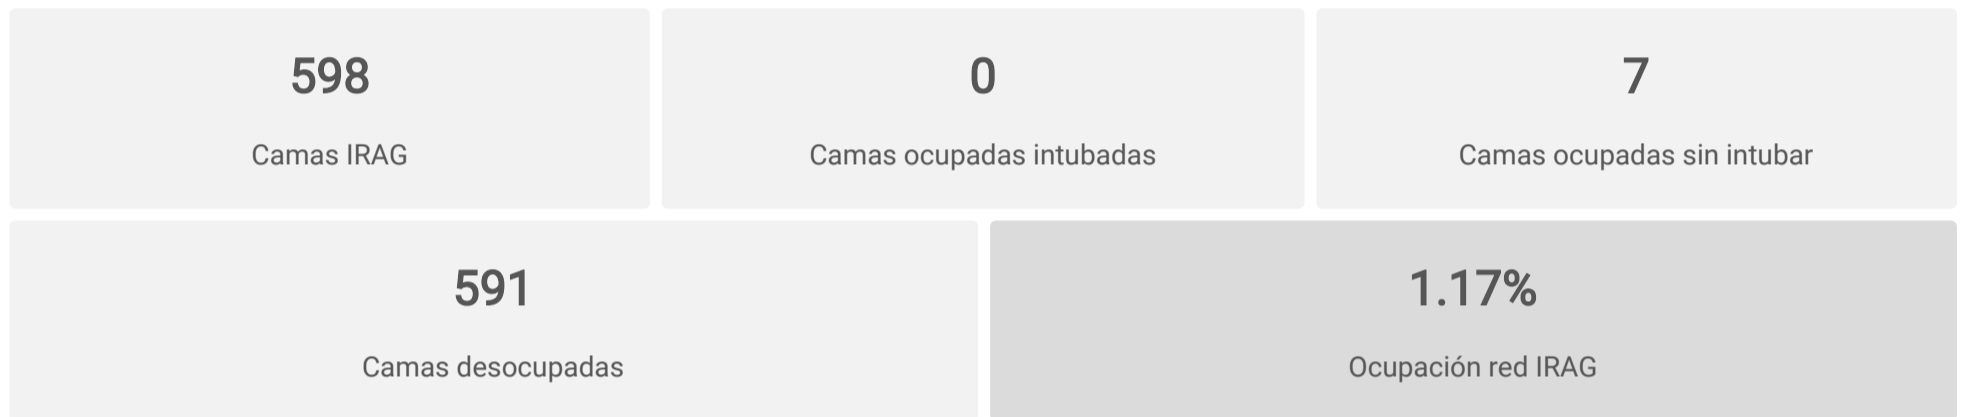 598
0
7
Camas IRAG
Camas ocupadas intubadas
Camas ocupadas sin intubar
591
1.17%
Camas desocupadas
Ocupación red IRAG